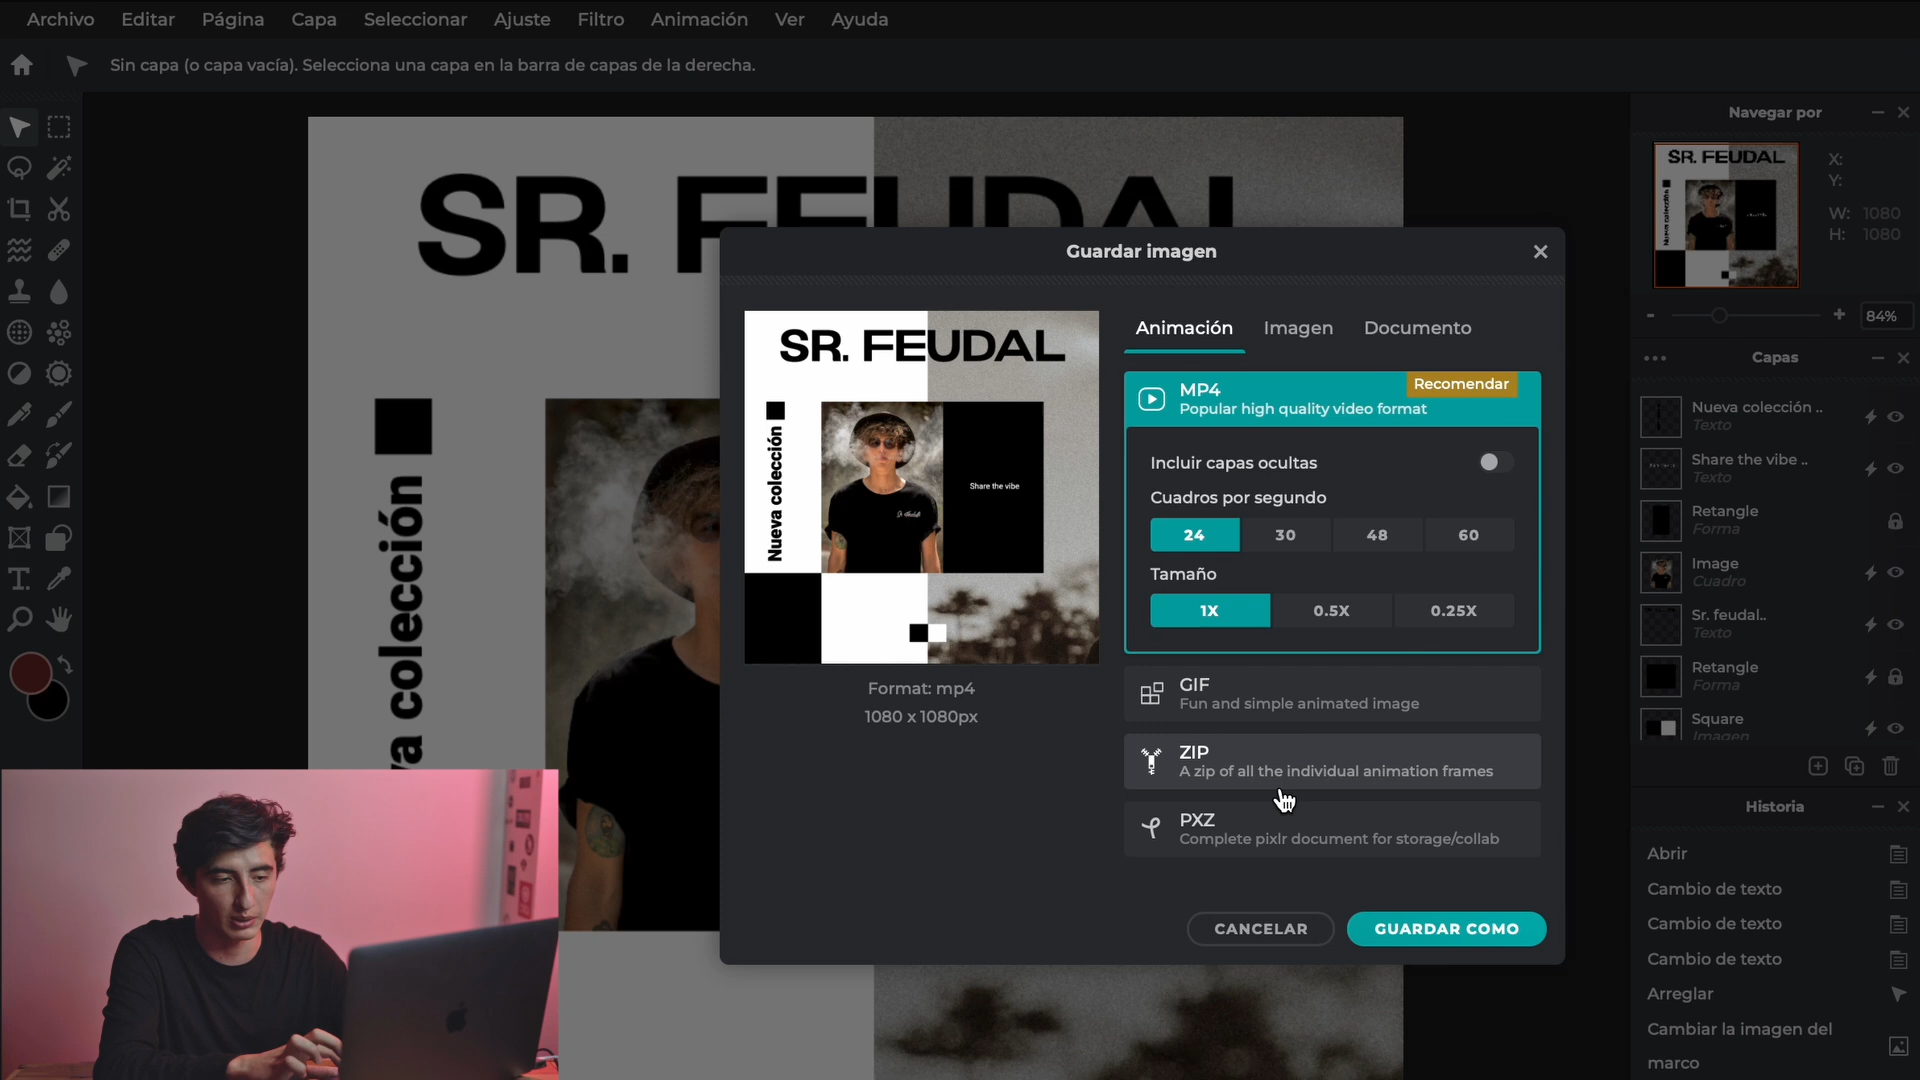 Archivo Editar Página Capa Seleccionar Ajuste Filtro Animación Ver Ayuda
Sin capa (o capa vacía). Selecciona una capa en la barra de capas de la derecha.
SR. FEUDAL
Nueva colección
Guardar imagen
SR. FEUDAL
Nueva colección
Share the vibe
Format: mp4
1080 x 1080px
Animación Imagen Documento
MP4
Recomendar
Popular high quality video format
Incluir capas ocultas
Cuadros por segundo
24 30 48 60
Tamaño
1X 0.5X 0.25X
GIF
Fun and simple animated image
ZIP
A zip of all the individual animation frames
PXZ
Complete pixlr document for storage/collab
CANCELAR GUARDAR COMO
Navegar por
SR. FEUDAL
Nueva colección
X:
Y:
W: 1080
H: 1080
- + 84%
Capas
Nueva colección ..
Texto
Share the vibe ..
Texto
Retangle
Forma
Image
Cuadro
Sr. feudal..
Texto
Retangle
Forma
Square
Imagen
Historia
Abrir
Cambio de texto
Cambio de texto
Cambio de texto
Arreglar
Cambiar la imagen del
marco